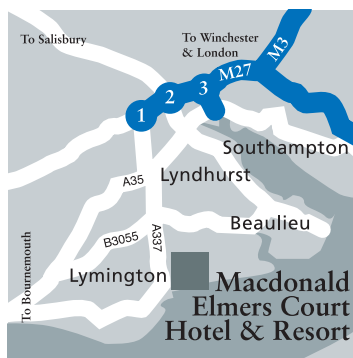 To Salisbury
To Winchester
& London
M3
M27
3
2
1
Southampton
A35
Lyndhurst
Beaulieu
A337
B3055
To Bournemouth
Lymington
Macdonald
Elmers Court
Hotel & Resort